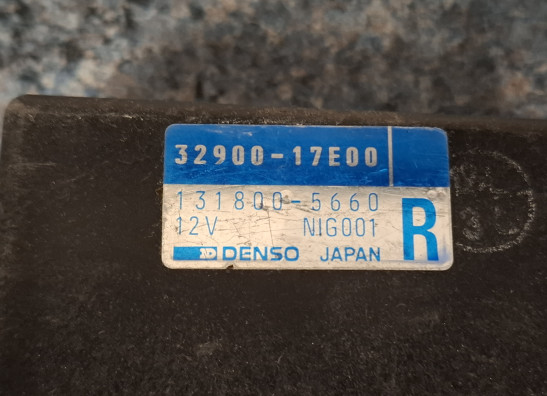 32900-17E00
131800-5660
12V NIG001 R
DENSO JAPAN